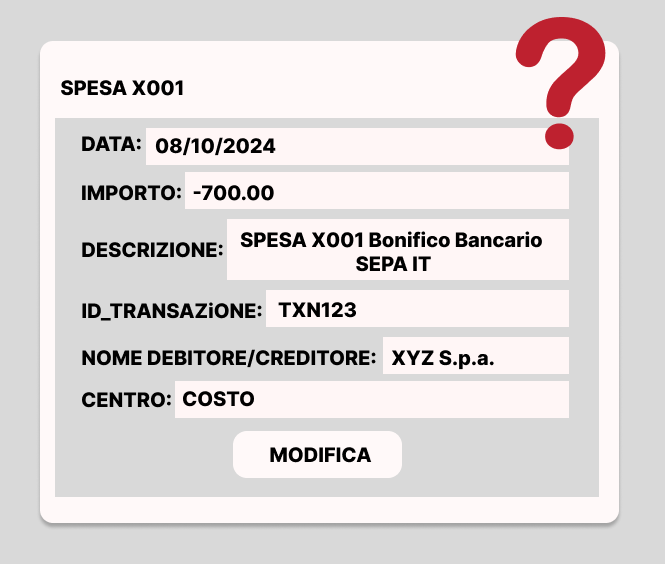 SPESA X001
DATA: 08/10/2024
IMPORTO: -700.00
DESCRIZIONE: SPESA X001 Bonifico Bancario
SEPA IT
ID_TRANSAZiONE: TXN123
NOME DEBITORE/CREDITORE: XYZ S.p.a.
CENTRO: COSTO
MODIFICA
?